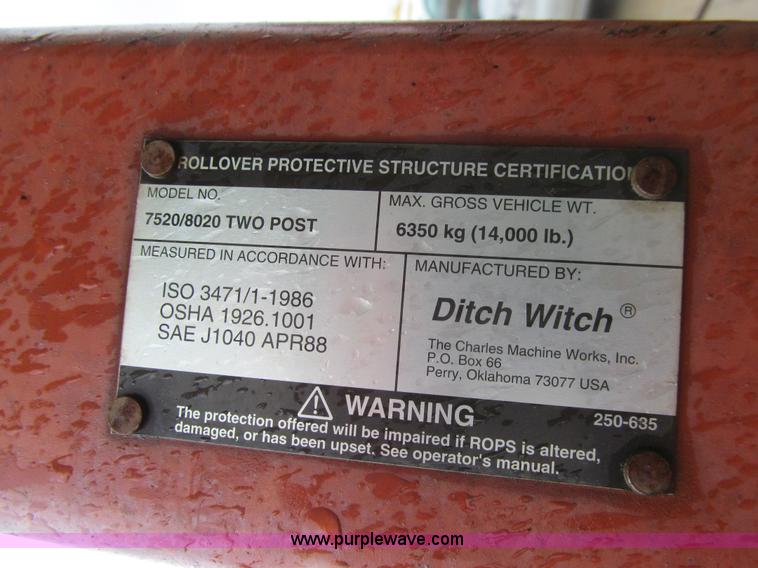 ROLLOVER PROTECTIVE STRUCTURE CERTIFICATION
MODEL NO.
7520/8020 TWO POST
MAX. GROSS VEHICLE WT.
6350 kg (14,000 lb.)
MEASURED IN ACCORDANCE WITH:
ISO 3471/1-1986
OSHA 1926.1001
SAE J1040 APR88
MANUFACTURED BY:
Ditch Witch ®
The Charles Machine Works, Inc.
P.O. Box 66
Perry, Oklahoma 73077 USA
⚠ WARNING
250-635
The protection offered will be impaired if ROPS is altered,
damaged, or has been upset. See operator's manual.
www.purplewave.com